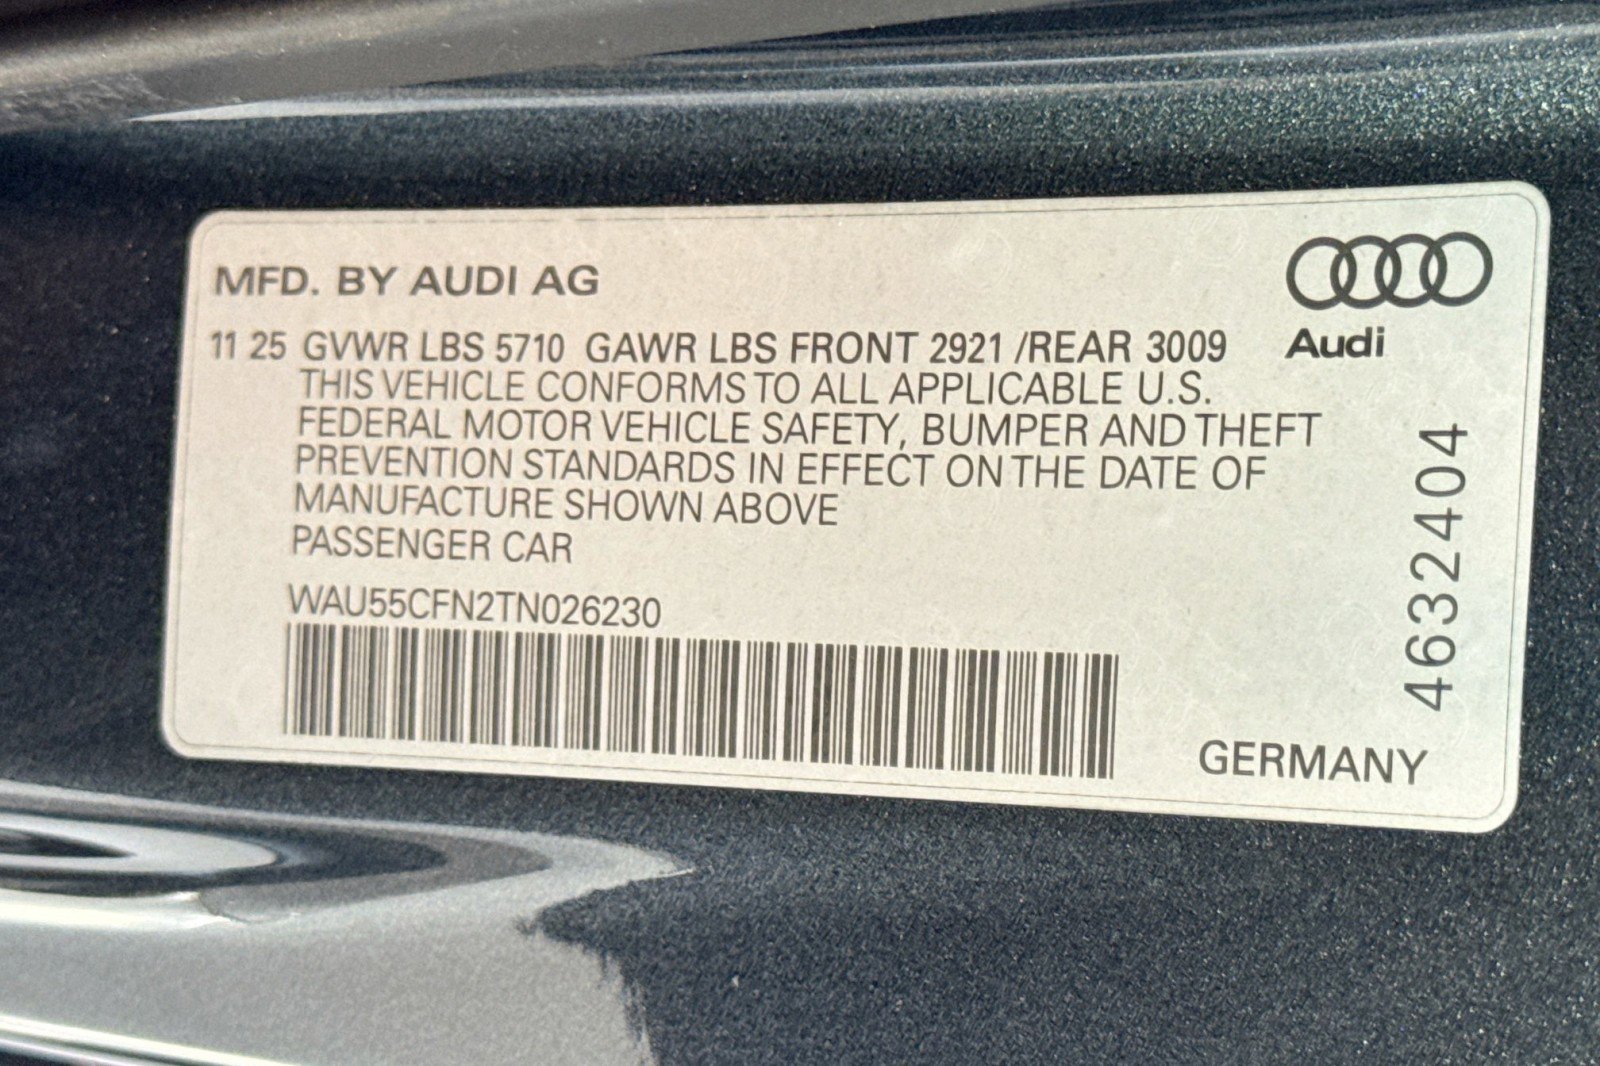 MFD. BY AUDI AG
Audi
11 25 GVWR LBS 5710 GAWR LBS FRONT 2921 /REAR 3009
THIS VEHICLE CONFORMS TO ALL APPLICABLE U.S.
FEDERAL MOTOR VEHICLE SAFETY, BUMPER AND THEFT
PREVENTION STANDARDS IN EFFECT ON THE DATE OF
MANUFACTURE SHOWN ABOVE
PASSENGER CAR
WAU55CFN2TN026230
4632404
GERMANY